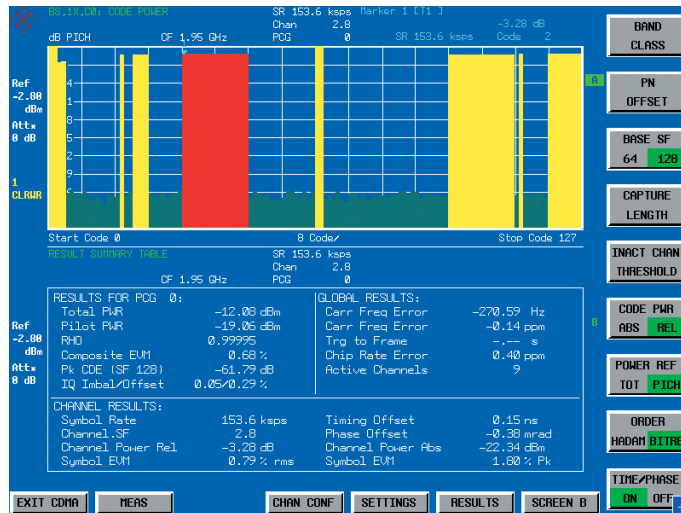 BS,1X,C0: CODE POWER SR 153.6 ksps Marker 1 [T1 ]
Chan 2.8 -3.28 dB
dB PICH CF 1.95 GHz PCG 0 SR 153.6 ksps Code 2
Ref
-2.80
dBm
Att*
0 dB
1
CLRWR
4
1
8
5
2
9
A
Start Code 0 8 Code/ Stop Code 127
RESULT SUMMARY TABLE SR 153.6 ksps
Chan 2.8
CF 1.95 GHz PCG 0
Ref
-2.80
dBm
Att*
0 dB
B
RESULTS FOR PCG 0: GLOBAL RESULTS:
Total PWR -12.08 dBm Carr Freq Error -270.59 Hz
Pilot PWR -19.06 dBm Carr Freq Error -0.14 ppm
RHO 0.99995 Trg to Frame -.-- s
Composite EVM 0.68 % Chip Rate Error 0.40 ppm
Pk CDE (SF 128) -61.79 dB Active Channels 9
IQ Imbal/Offset 0.05/0.29 %
CHANNEL RESULTS:
Symbol Rate 153.6 ksps Timing Offset 0.15 ns
Channel.SF 2.8 Phase Offset -0.38 mrad
Channel Power Rel -3.28 dB Channel Power Abs -22.34 dBm
Symbol EVM 0.79 % rms Symbol EVM 1.80 % Pk
BAND
CLASS
PN
OFFSET
BASE SF
64 128
CAPTURE
LENGTH
INACT CHAN
THRESHOLD
CODE PWR
ABS REL
POWER REF
TOT PICH
ORDER
HADAM BITRE
TIME/PHASE
ON OFF
EXIT CDMA MEAS CHAN CONF SETTINGS RESULTS SCREEN B